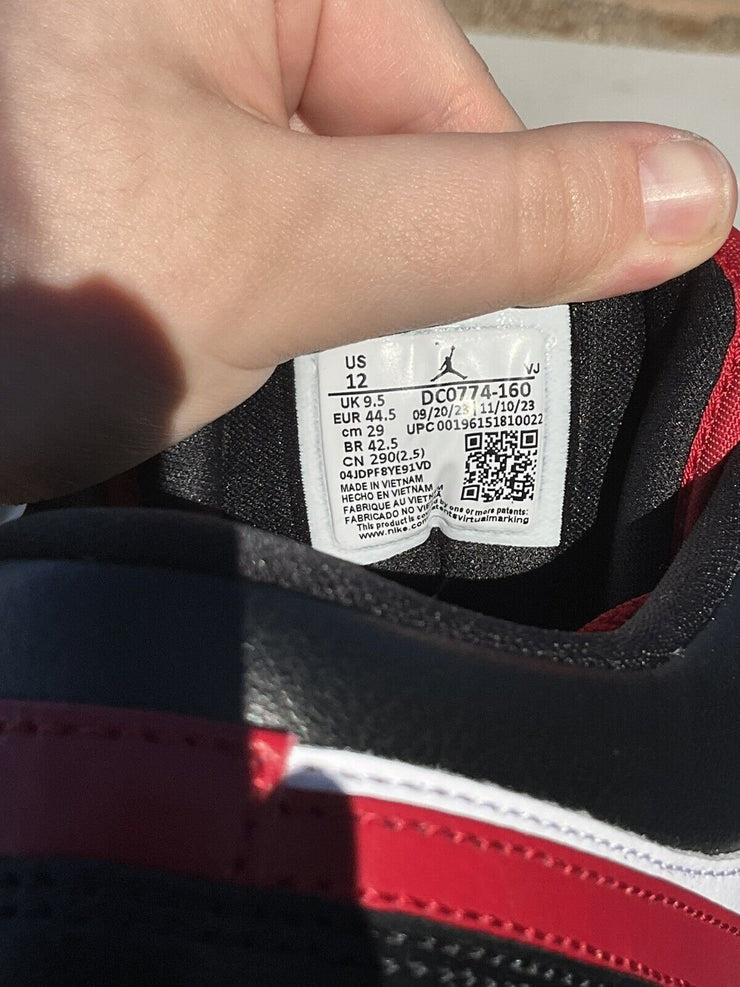 US
12
VJ
UK 9.5
DC0774-160
EUR 44.5
09/20/23 11/10/23
cm 29
UPC 00196151810022
BR 42.5
CN 290(2.5)
04JDPF8YE91VD
MADE IN VIETNAM
HECHO EN VIETNAM
FABRIQUE AU VIETNAM
FABRICADO NO
This product is by one or more patents:
www.nike.com